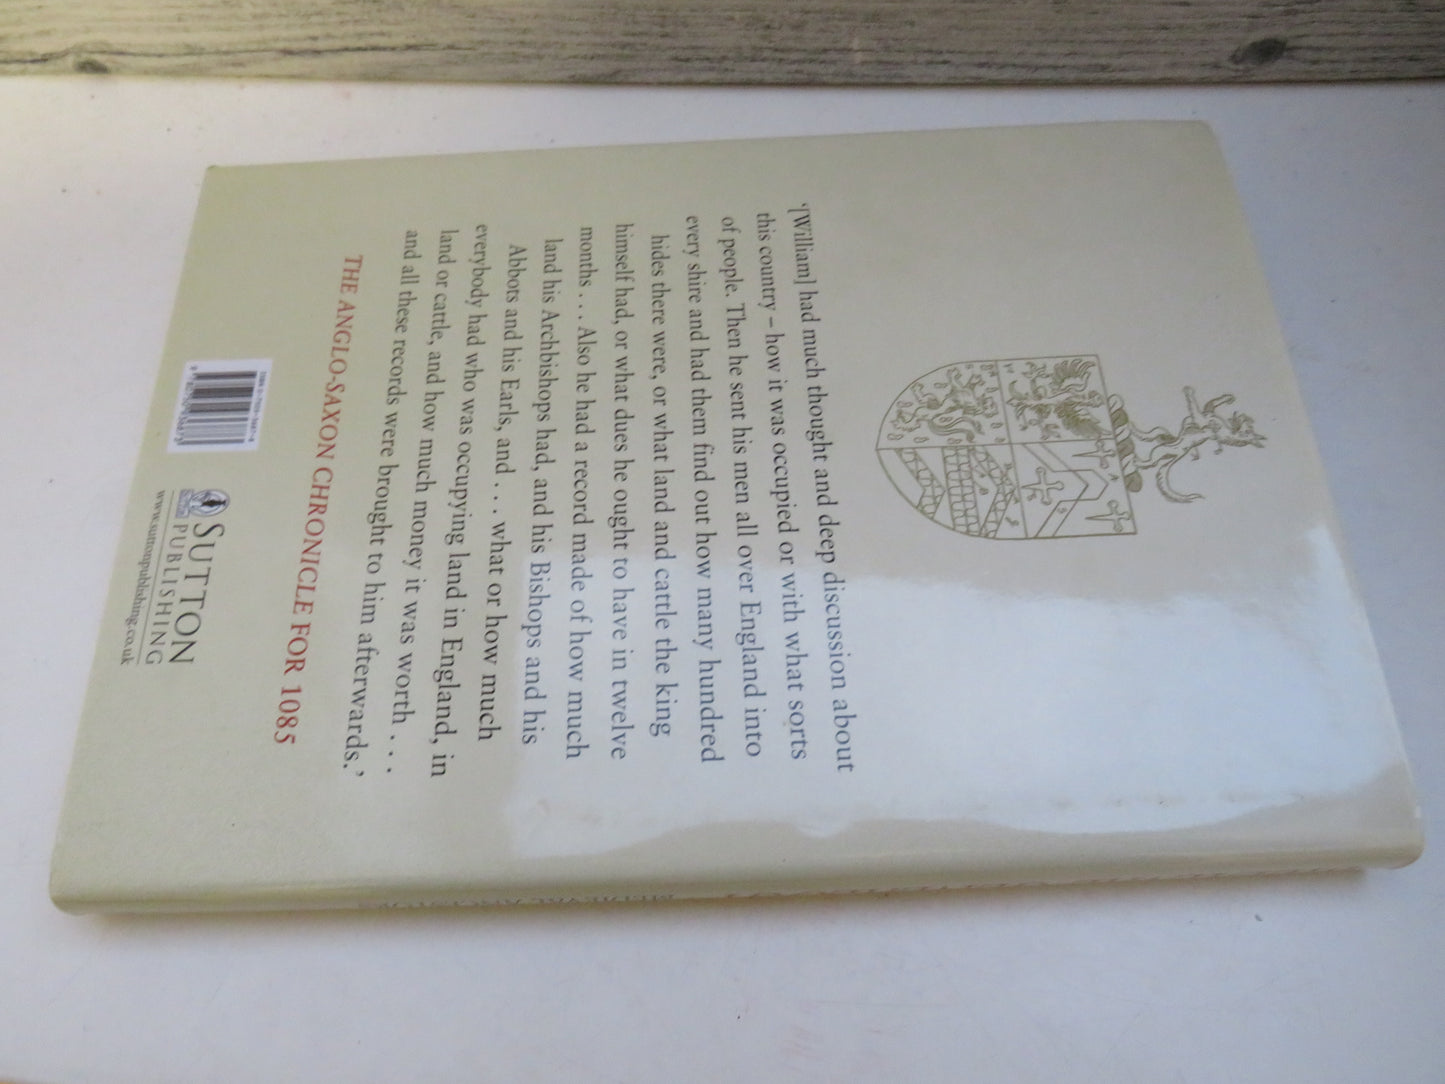 ‘[William] had much thought and deep discussion about
this country – how it was occupied or with what sorts
of people. Then he sent his men all over England into
every shire and had them find out how many hundred
hides there were, or what land and cattle the king
himself had, or what dues he ought to have in twelve
months . . . Also he had a record made of how much
land his Archbishops had, and his Bishops and his
Abbots and his Earls, and . . . what or how much
everybody had who was occupying land in England, in
land or cattle, and how much money it was worth . . .
and all these records were brought to him afterwards.’
THE ANGLO-SAXON CHRONICLE FOR 1085
SUTTON
PUBLISHING
www.suttonpublishing.co.uk